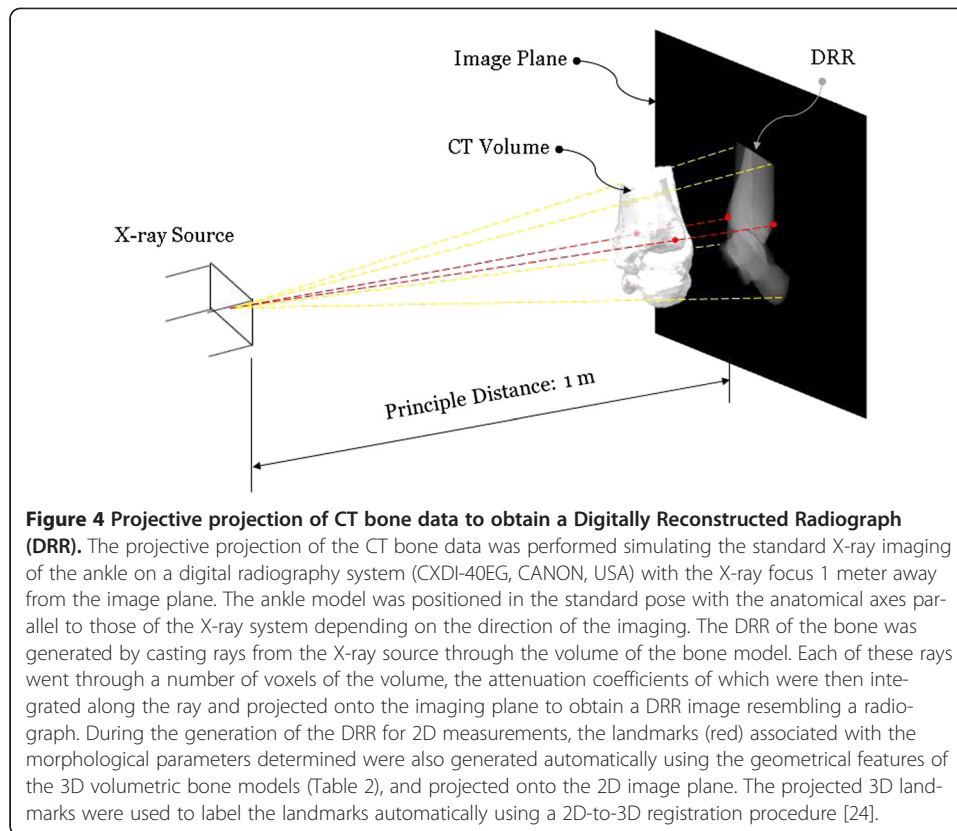 Image Plane
DRR
CT Volume
X-ray Source
Principle Distance: 1 m
Figure 4 Projective projection of CT bone data to obtain a Digitally Reconstructed Radiograph
(DRR). The projective projection of the CT bone data was performed simulating the standard X-ray imaging
of the ankle on a digital radiography system (CXDI-40EG, CANON, USA) with the X-ray focus 1 meter away
from the image plane. The ankle model was positioned in the standard pose with the anatomical axes par-
allel to those of the X-ray system depending on the direction of the imaging. The DRR of the bone was
generated by casting rays from the X-ray source through the volume of the bone model. Each of these rays
went through a number of voxels of the volume, the attenuation coefficients of which were then inte-
grated along the ray and projected onto the imaging plane to obtain a DRR image resembling a radio-
graph. During the generation of the DRR for 2D measurements, the landmarks (red) associated with the
morphological parameters determined were also generated automatically using the geometrical features of
the 3D volumetric bone models (Table 2), and projected onto the 2D image plane. The projected 3D land-
marks were used to label the landmarks automatically using a 2D-to-3D registration procedure [24].